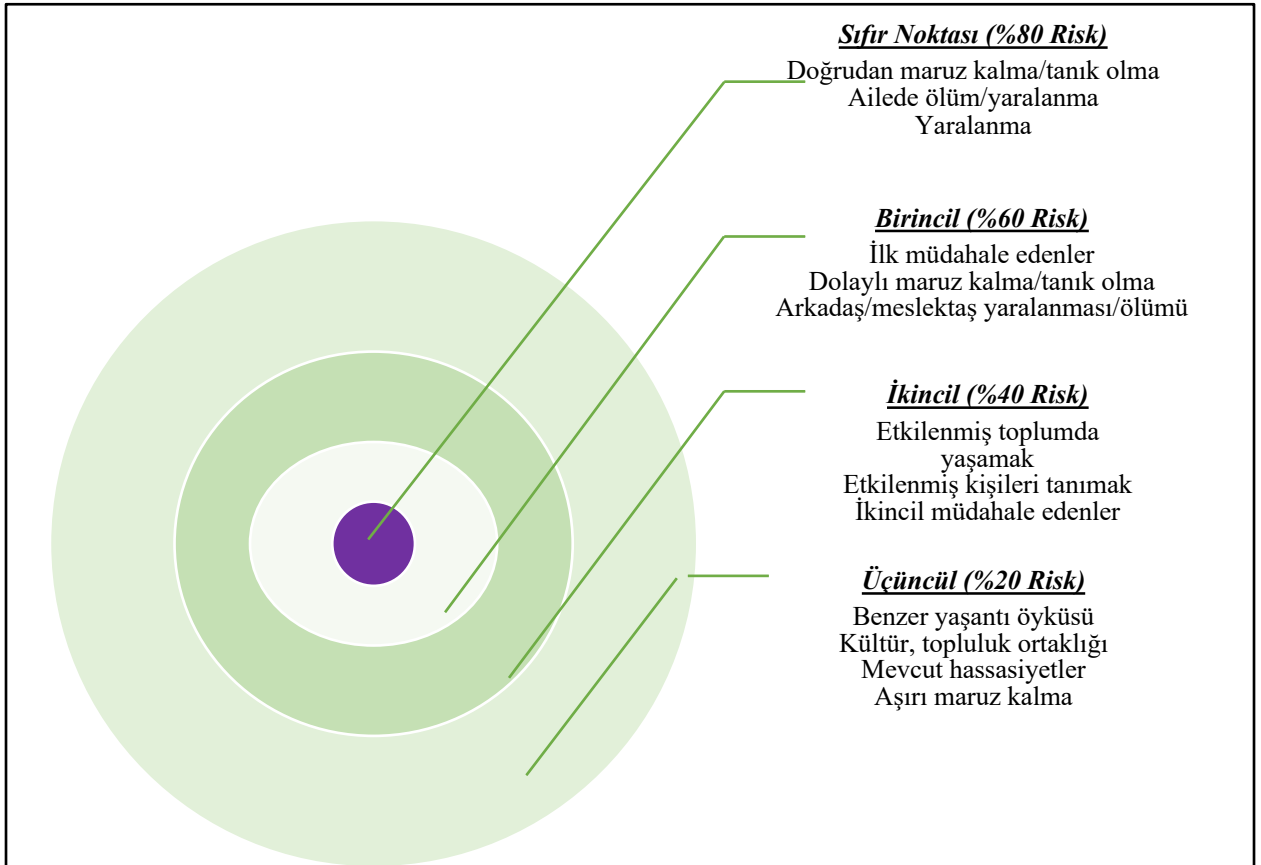 Sıfır Noktası (%80 Risk)
Doğrudan maruz kalma/tanık olma
Ailede ölüm/yaralanma
Yaralanma
Birincil (%60 Risk)
İlk müdahale edenler
Dolaylı maruz kalma/tanık olma
Arkadaş/meslektaş yaralanması/ölümü
İkincil (%40 Risk)
Etkilenmiş toplumda
yaşamak
Etkilenmiş kişileri tanımak
İkincil müdahale edenler
Üçüncül (%20 Risk)
Benzer yaşantı öyküsü
Kültür, topluluk ortaklığı
Mevcut hassasiyetler
Aşırı maruz kalma